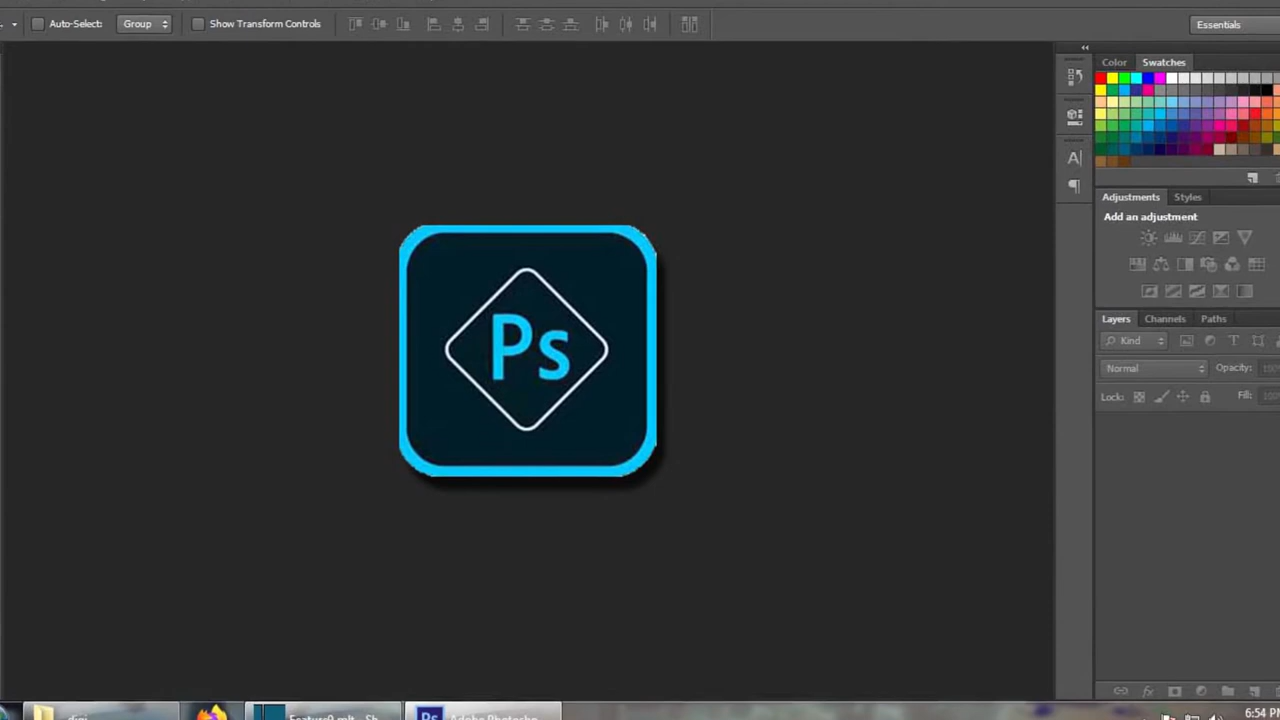 Auto-Select:
Group
Show Transform Controls
Essentials
Color
Swatches
Adjustments
Styles
Add an adjustment
Layers
Channels
Paths
Kind
Normal
Opacity:
Lock:
Fill:
Ps
6:54 PM